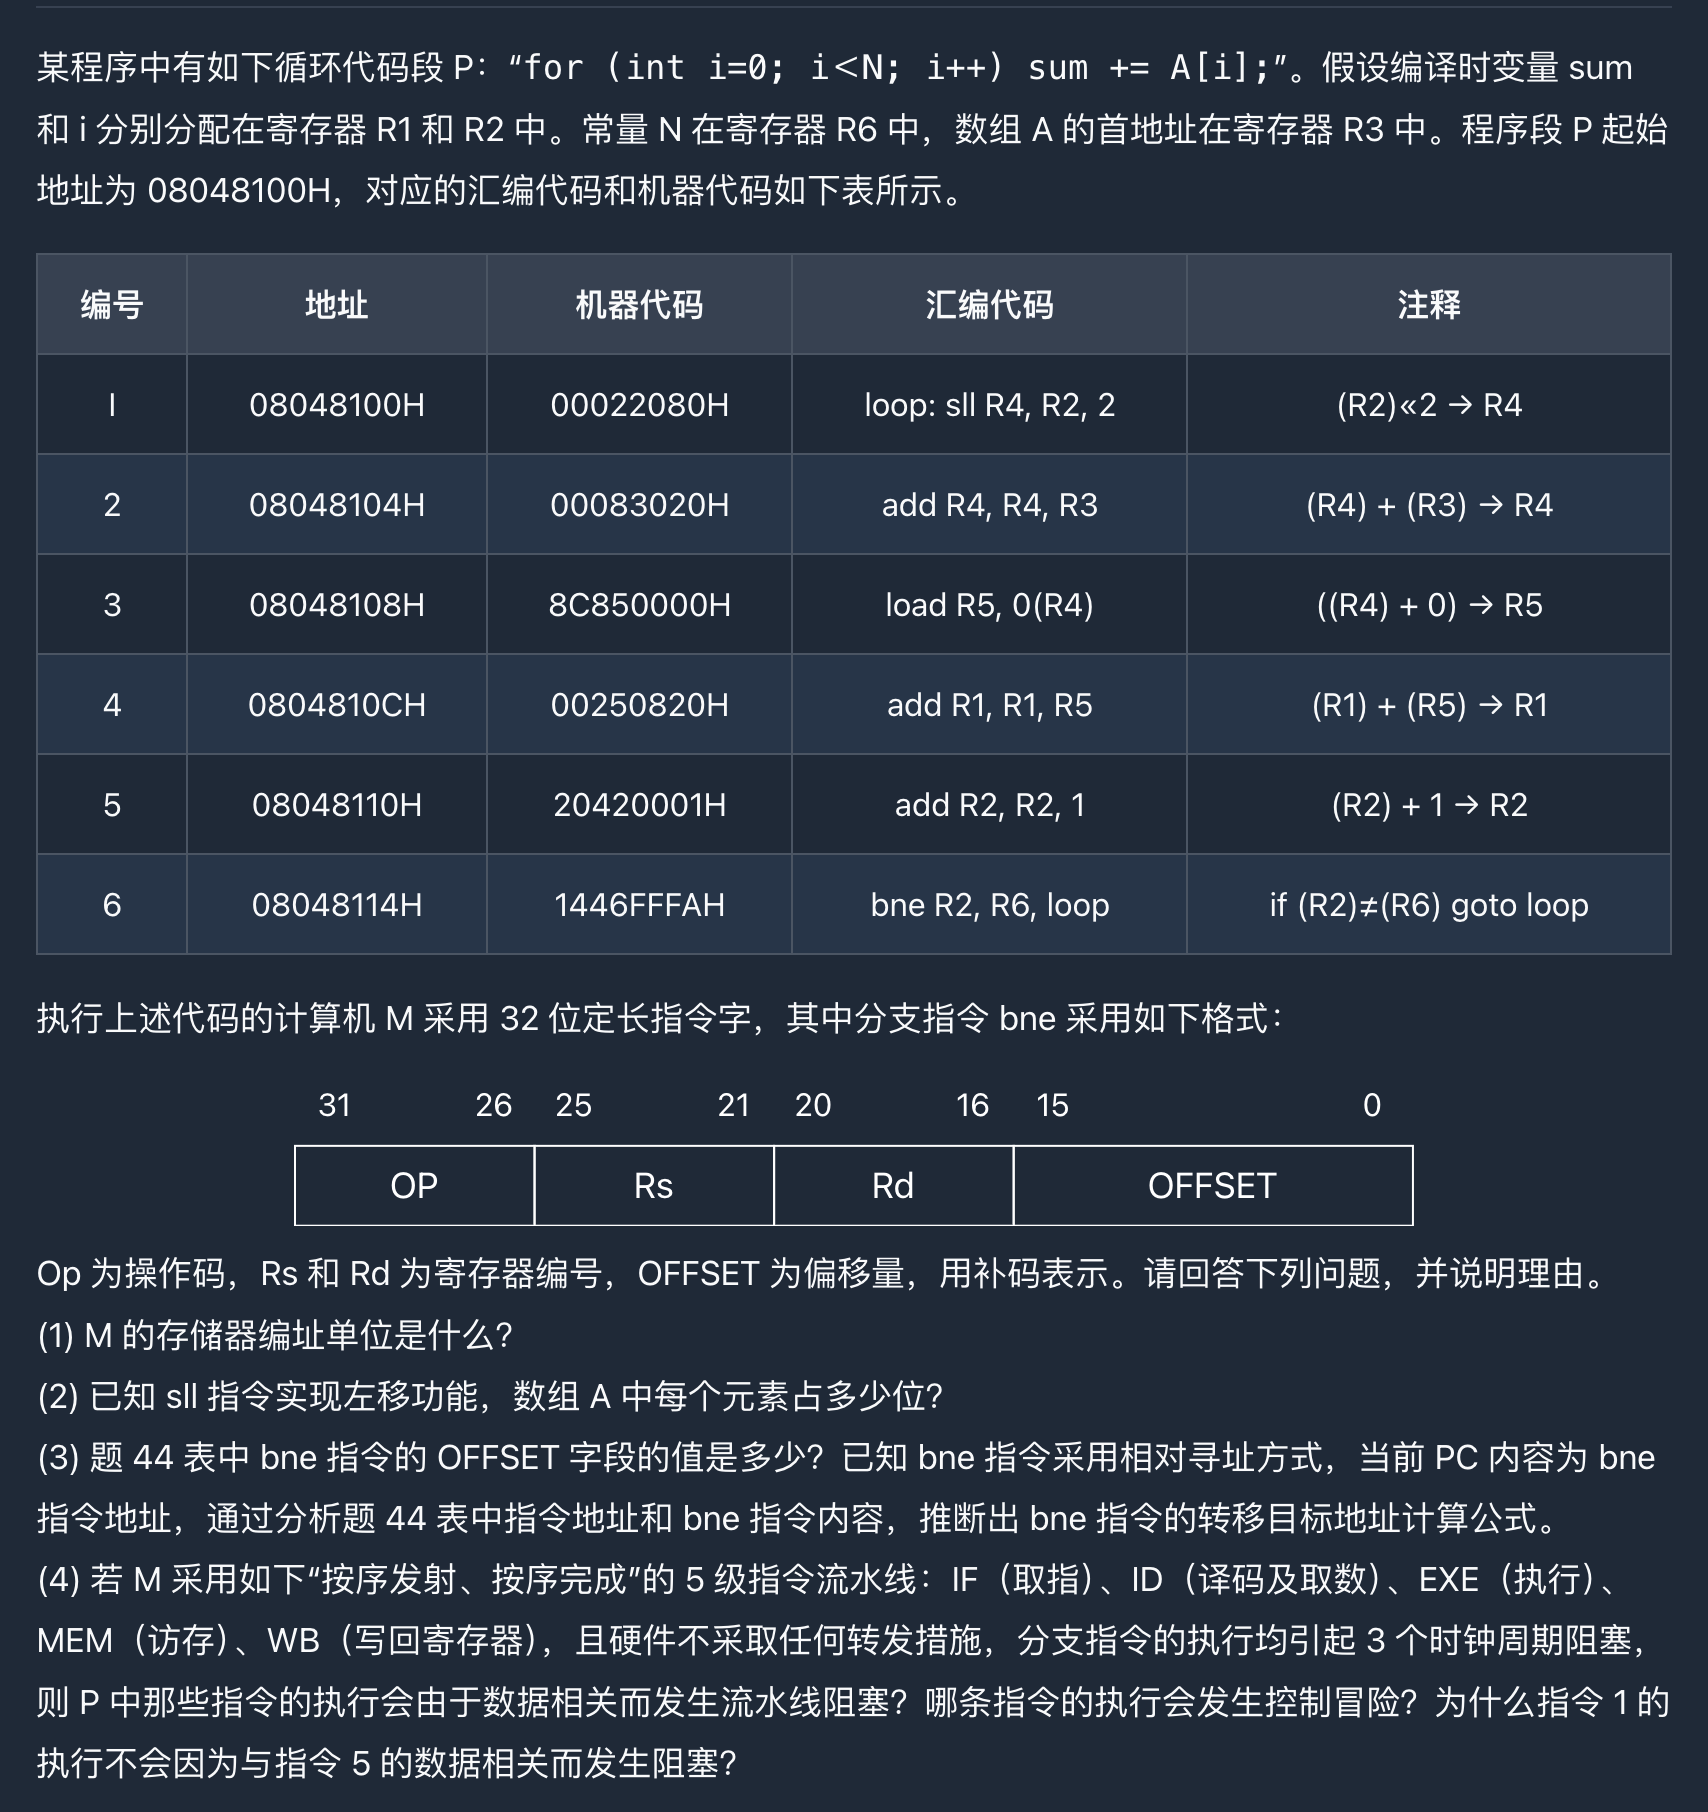 某程序中有如下循环代码段 P：“for (int i=0; i<N; i++) sum += A[i];”。假设编译时变量 sum
和 i 分别分配在寄存器 R1 和 R2 中。常量 N 在寄存器 R6 中，数组 A 的首地址在寄存器 R3 中。程序段 P 起始
地址为 08048100H，对应的汇编代码和机器代码如下表所示。
编号 地址 机器代码 汇编代码 注释
l 08048100H 00022080H loop: sll R4, R2, 2 (R2)«2 → R4
2 08048104H 00083020H add R4, R4, R3 (R4) + (R3) → R4
3 08048108H 8C850000H load R5, 0(R4) ((R4) + 0) → R5
4 0804810CH 00250820H add R1, R1, R5 (R1) + (R5) → R1
5 08048110H 20420001H add R2, R2, 1 (R2) + 1 → R2
6 08048114H 1446FFFAH bne R2, R6, loop if (R2)≠(R6) goto loop
执行上述代码的计算机 M 采用 32 位定长指令字，其中分支指令 bne 采用如下格式：
31 26 25 21 20 16 15 0
OP Rs Rd OFFSET
Op 为操作码，Rs 和 Rd 为寄存器编号，OFFSET 为偏移量，用补码表示。请回答下列问题，并说明理由。
(1) M 的存储器编址单位是什么？
(2) 已知 sll 指令实现左移功能，数组 A 中每个元素占多少位？
(3) 题 44 表中 bne 指令的 OFFSET 字段的值是多少？已知 bne 指令采用相对寻址方式，当前 PC 内容为 bne
指令地址，通过分析题 44 表中指令地址和 bne 指令内容，推断出 bne 指令的转移目标地址计算公式。
(4) 若 M 采用如下“按序发射、按序完成”的 5 级指令流水线：IF（取指）、ID（译码及取数）、EXE（执行）、
MEM（访存）、WB（写回寄存器），且硬件不采取任何转发措施，分支指令的执行均引起 3 个时钟周期阻塞，
则 P 中那些指令的执行会由于数据相关而发生流水线阻塞？哪条指令的执行会发生控制冒险？为什么指令 1 的
执行不会因为与指令 5 的数据相关而发生阻塞？